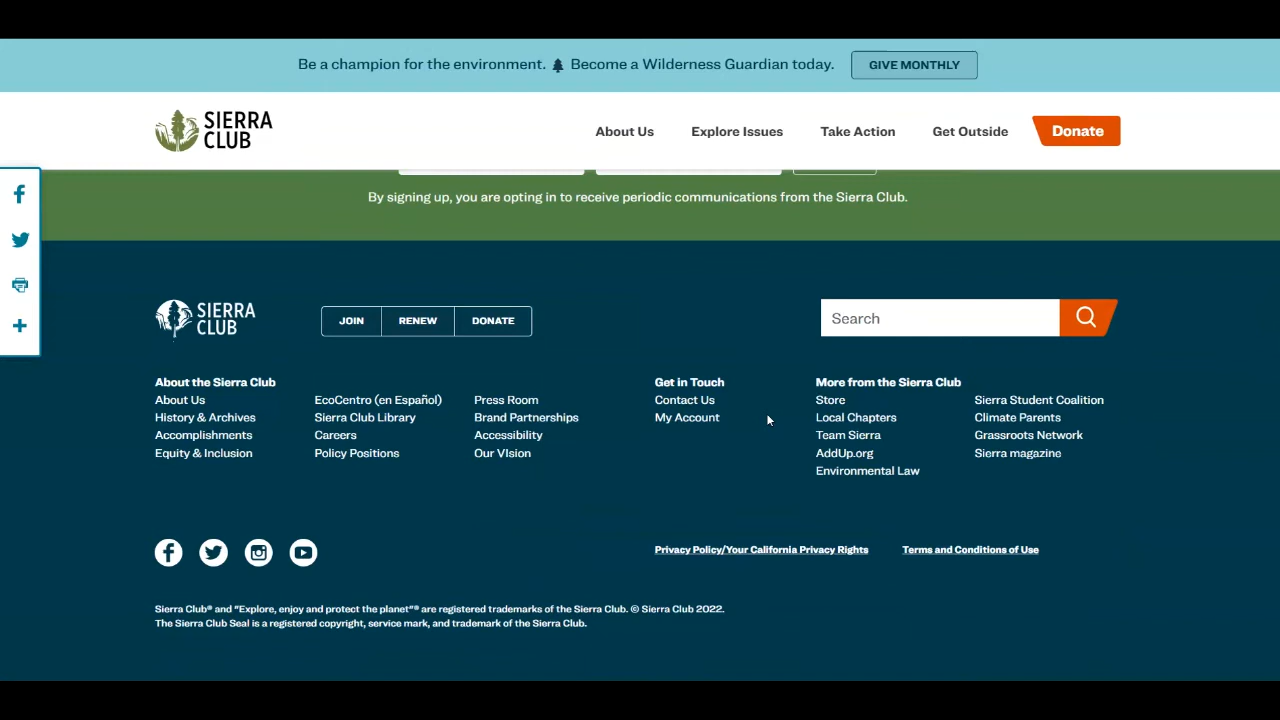 Be a champion for the environment. Become a Wilderness Guardian today. GIVE MONTHLY
SIERRA
CLUB
About Us Explore Issues Take Action Get Outside Donate
By signing up, you are opting in to receive periodic communications from the Sierra Club.
SIERRA
CLUB
JOIN RENEW DONATE
Search
About the Sierra Club
About Us
History & Archives
Accomplishments
Equity & Inclusion
EcoCentro (en Español)
Sierra Club Library
Careers
Policy Positions
Press Room
Brand Partnerships
Accessibility
Our VIsion
Get in Touch
Contact Us
My Account
More from the Sierra Club
Store
Local Chapters
Team Sierra
AddUp.org
Environmental Law
Sierra Student Coalition
Climate Parents
Grassroots Network
Sierra magazine
Privacy Policy/Your California Privacy Rights Terms and Conditions of Use
Sierra Club® and "Explore, enjoy and protect the planet"® are registered trademarks of the Sierra Club. © Sierra Club 2022.
The Sierra Club Seal is a registered copyright, service mark, and trademark of the Sierra Club.